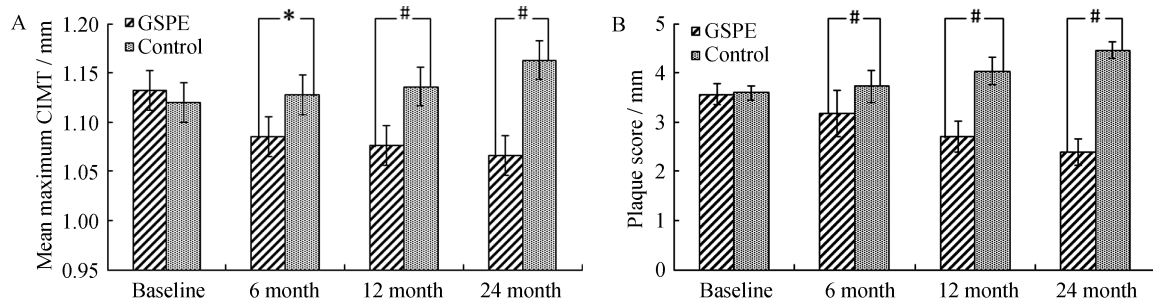 A
Mean maximum CIMT / mm
1.20
1.15
1.10
1.05
1.00
0.95
GSPE
Control
*
#
#
Baseline
6 month
12 month
24 month
B
Plaque score / mm
5
4
3
2
1
0
GSPE
Control
#
#
#
Baseline
6 month
12 month
24 month